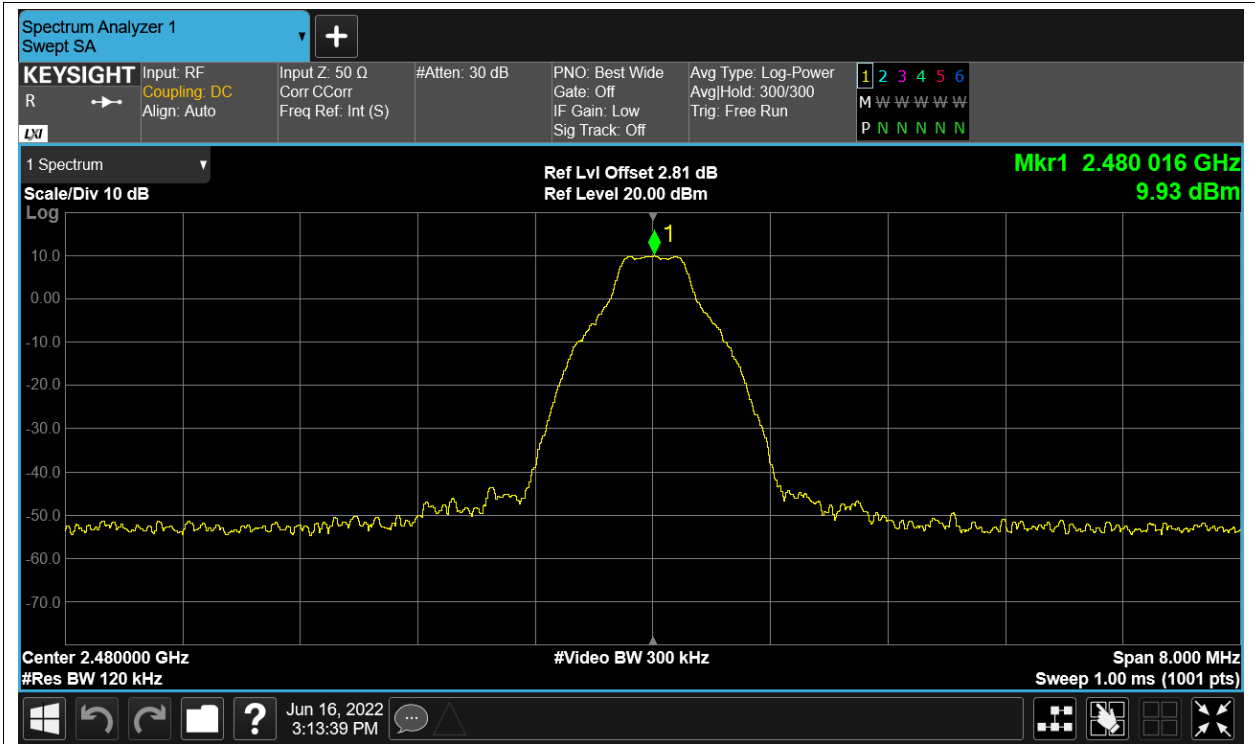 Spectrum Analyzer 1
Swept SA
+
KEYSIGHT
R
LXI
Input: RF
Coupling: DC
Align: Auto
Input Z: 50 Ω
Corr CCorr
Freq Ref: Int (S)
#Atten: 30 dB
PNO: Best Wide
Gate: Off
IF Gain: Low
Sig Track: Off
Avg Type: Log-Power
Avg|Hold: 300/300
Trig: Free Run
1 2 3 4 5 6
M W W W W W
P N N N N N
1 Spectrum
Scale/Div 10 dB
Log
Ref Lvl Offset 2.81 dB
Ref Level 20.00 dBm
Mkr1 2.480 016 GHz
9.93 dBm
1
10.0
0.00
-10.0
-20.0
-30.0
-40.0
-50.0
-60.0
-70.0
Center 2.480000 GHz
#Res BW 120 kHz
#Video BW 300 kHz
Span 8.000 MHz
Sweep 1.00 ms (1001 pts)
?
Jun 16, 2022
3:13:39 PM